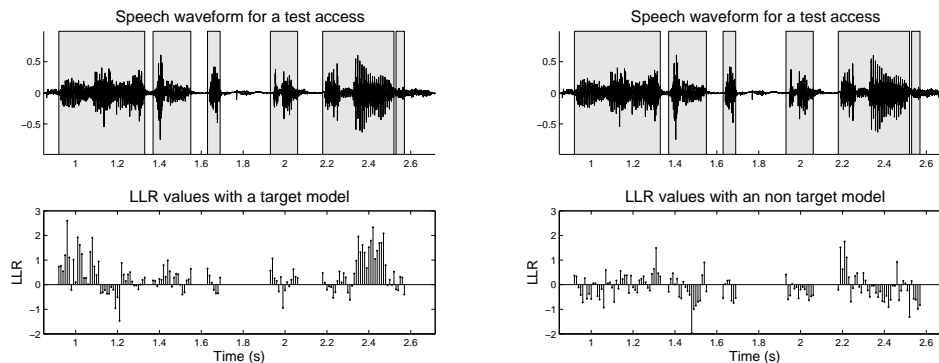 Speech waveform for a test access
0.5
0
−0.5
1 1.2 1.4 1.6 1.8 2 2.2 2.4 2.6
LLR values with a target model
3
2
1
0
−1
−2
LLR
1 1.2 1.4 1.6 1.8 2 2.2 2.4 2.6
Time (s)
Speech waveform for a test access
0.5
0
−0.5
1 1.2 1.4 1.6 1.8 2 2.2 2.4 2.6
LLR values with an non target model
3
2
1
0
−1
−2
LLR
1 1.2 1.4 1.6 1.8 2 2.2 2.4 2.6
Time (s)